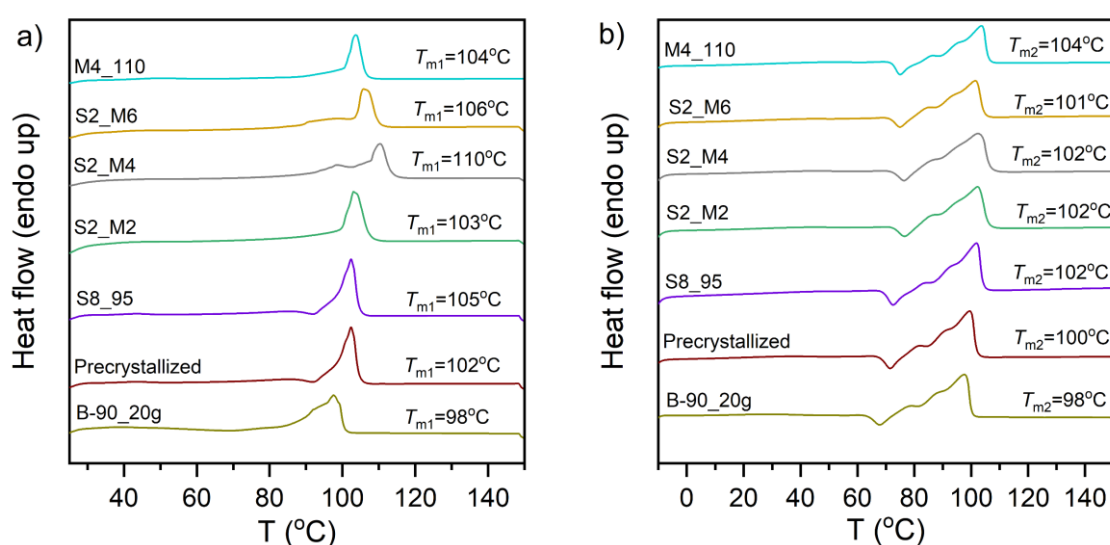 a)
Heat flow (endo up)
M4_110
Tm1=104°C
S2_M6
Tm1=106°C
S2_M4
Tm1=110°C
S2_M2
Tm1=103°C
S8_95
Tm1=105°C
Precrystallized
Tm1=102°C
B-90_20g
Tm1=98°C
40 60 80 100 120 140
T (°C)
b)
Heat flow (endo up)
M4_110
Tm2=104°C
S2_M6
Tm2=101°C
S2_M4
Tm2=102°C
S2_M2
Tm2=102°C
S8_95
Tm2=102°C
Precrystallized
Tm2=100°C
B-90_20g
Tm2=98°C
0 20 40 60 80 100 120 140
T (°C)